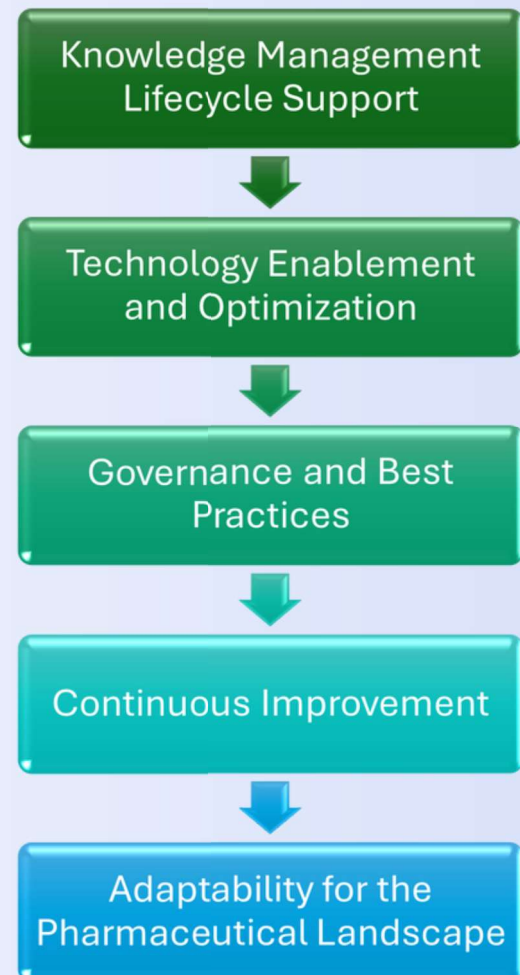 Knowledge Management
Lifecycle Support
Technology Enablement
and Optimization
Governance and Best
Practices
Continuous Improvement
Adaptability for the
Pharmaceutical Landscape